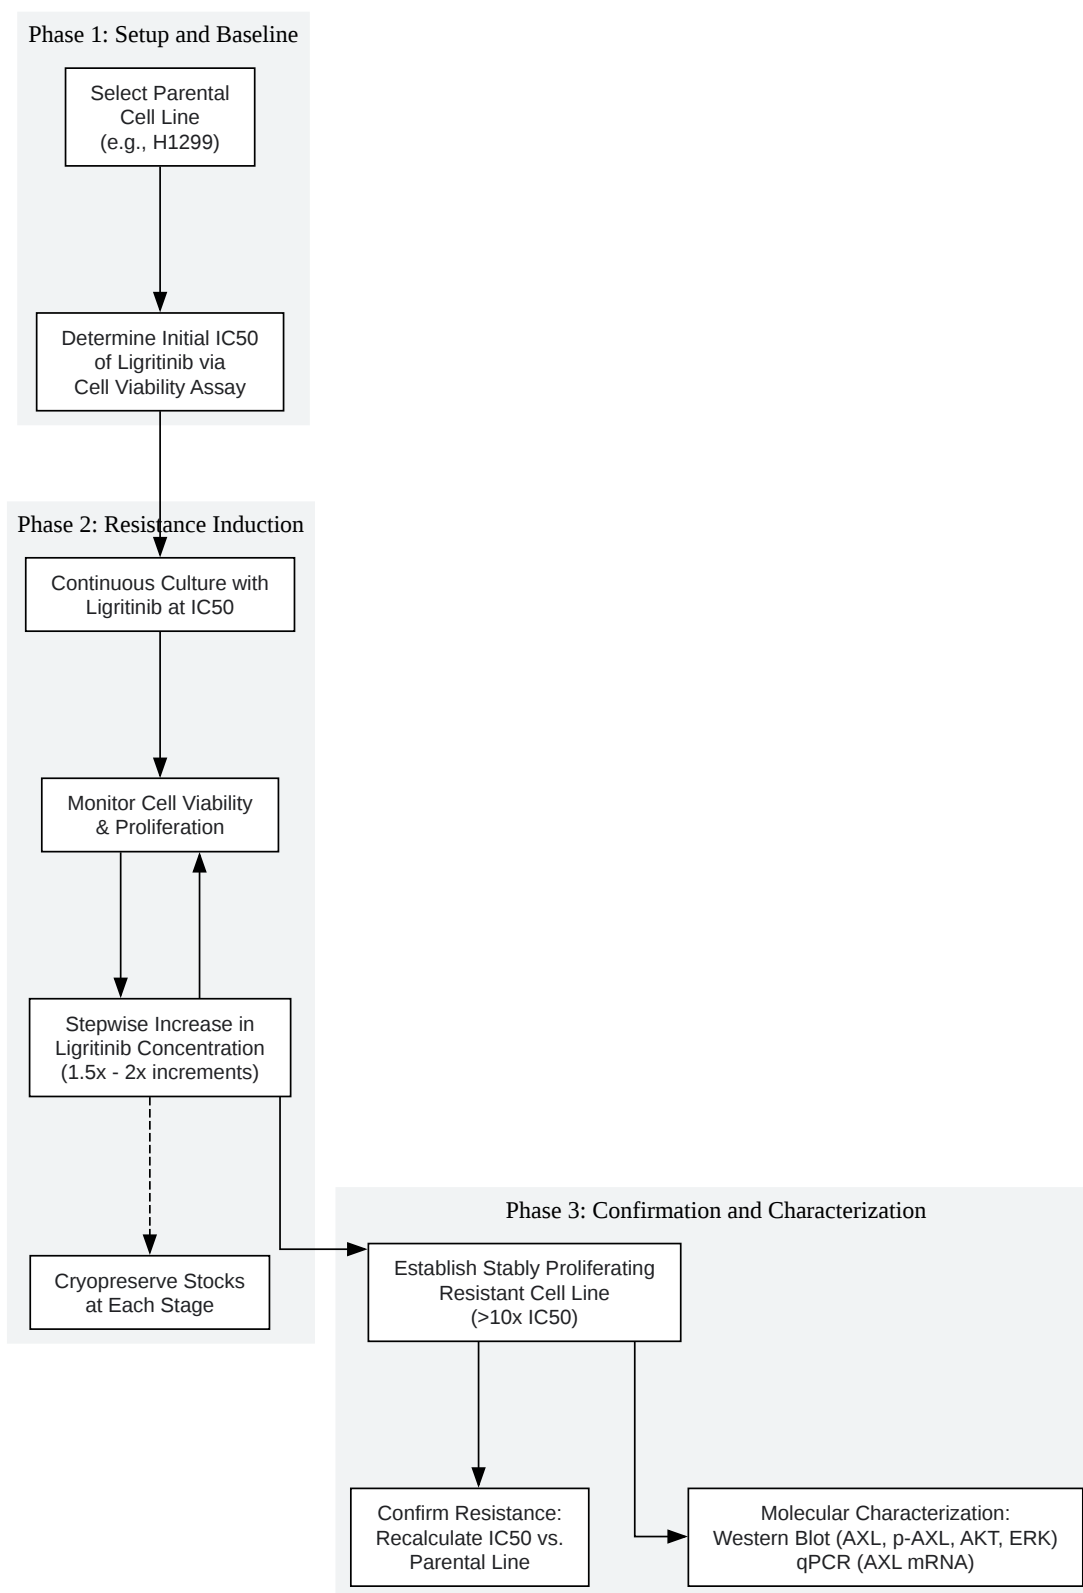 Phase 1: Setup and Baseline
Select Parental
Cell Line
(e.g., H1299)
Determine Initial IC50
of Ligritinib via
Cell Viability Assay
Phase 2: Resistance Induction
Continuous Culture with
Ligritinib at IC50
Monitor Cell Viability
& Proliferation
Stepwise Increase in
Ligritinib Concentration
(1.5x - 2x increments)
Cryopreserve Stocks
at Each Stage
Phase 3: Confirmation and Characterization
Establish Stably Proliferating
Resistant Cell Line
(>10x IC50)
Confirm Resistance:
Recalculate IC50 vs.
Parental Line
Molecular Characterization:
Western Blot (AXL, p-AXL, AKT, ERK)
qPCR (AXL mRNA)